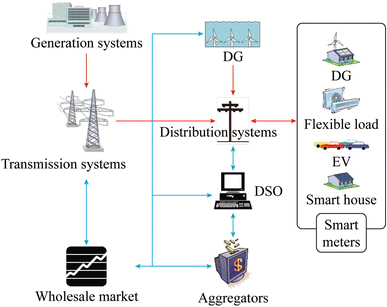 Generation systems
DG
DG
Distribution systems
Flexible load
Transmission systems
EV
DSO
Smart house
Smart
meters
Wholesale market
Aggregators